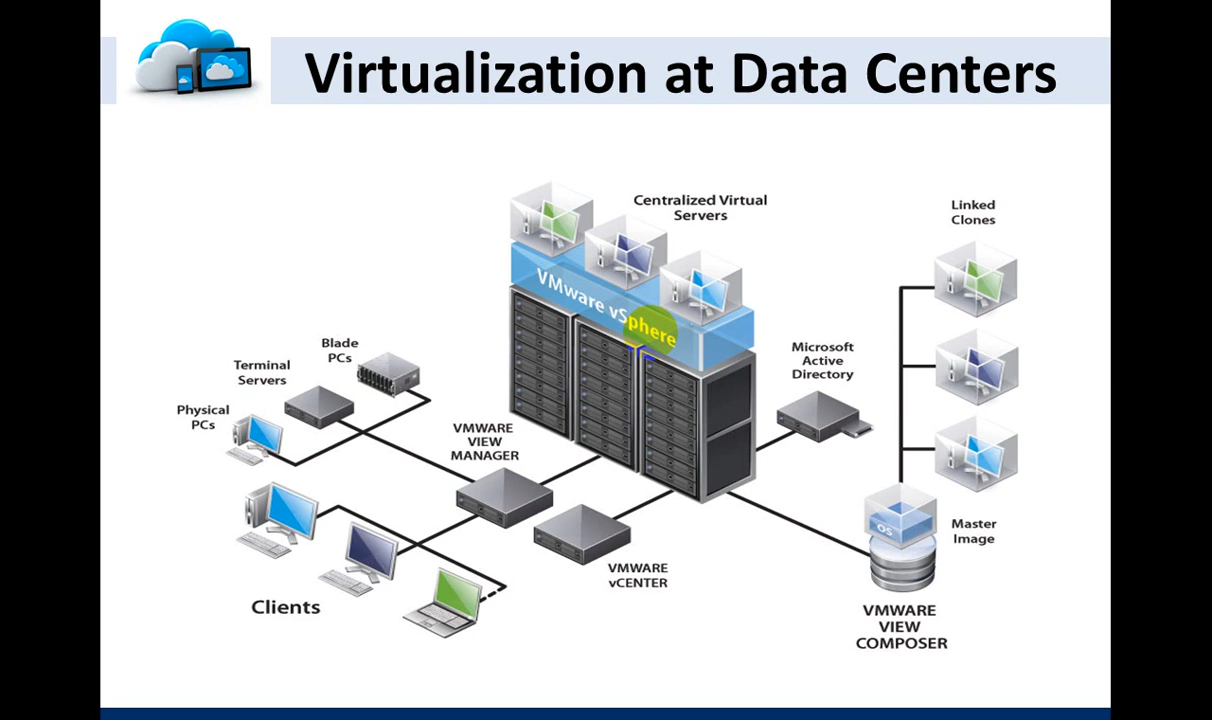 Virtualization at Data Centers
Centralized Virtual
Servers
Linked
Clones
VMware vSphere
Blade
PCs
Terminal
Servers
Physical
PCs
Microsoft
Active
Directory
VMWARE
VIEW
MANAGER
OS
Master
Image
VMWARE
vCENTER
Clients
VMWARE
VIEW
COMPOSER